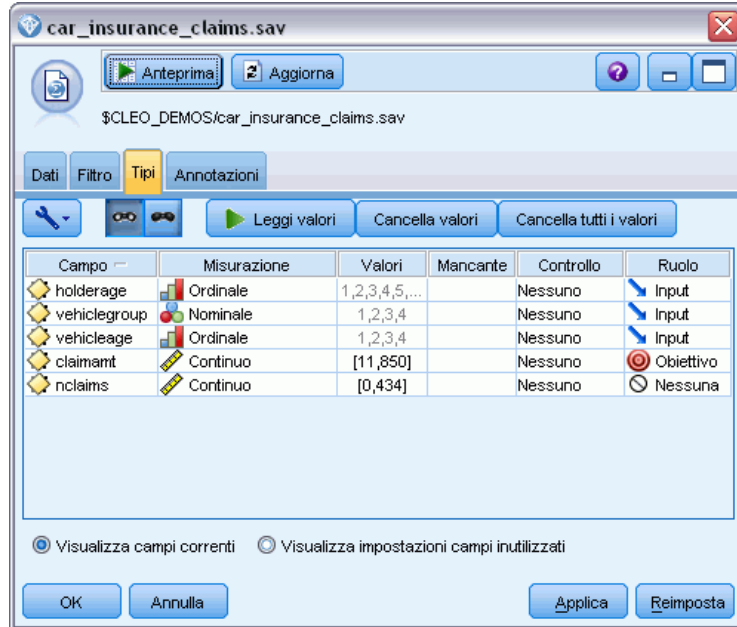 car_insurance_claims.sav
Anteprima Aggiorna
$CLEO_DEMOS/car_insurance_claims.sav
Dati Filtro Tipi Annotazioni
Leggi valori Cancella valori Cancella tutti i valori
Campo Misurazione Valori Mancante Controllo Ruolo
holderage Ordinale 1,2,3,4,5,... Nessuno Input
vehiclegroup Nominale 1,2,3,4 Nessuno Input
vehicleage Ordinale 1,2,3,4 Nessuno Input
claimamt Continuo [11,850] Nessuno Obiettivo
nclaims Continuo [0,434] Nessuno Nessuna
Visualizza campi correnti Visualizza impostazioni campi inutilizzati
OK Annulla Applica Reimposta